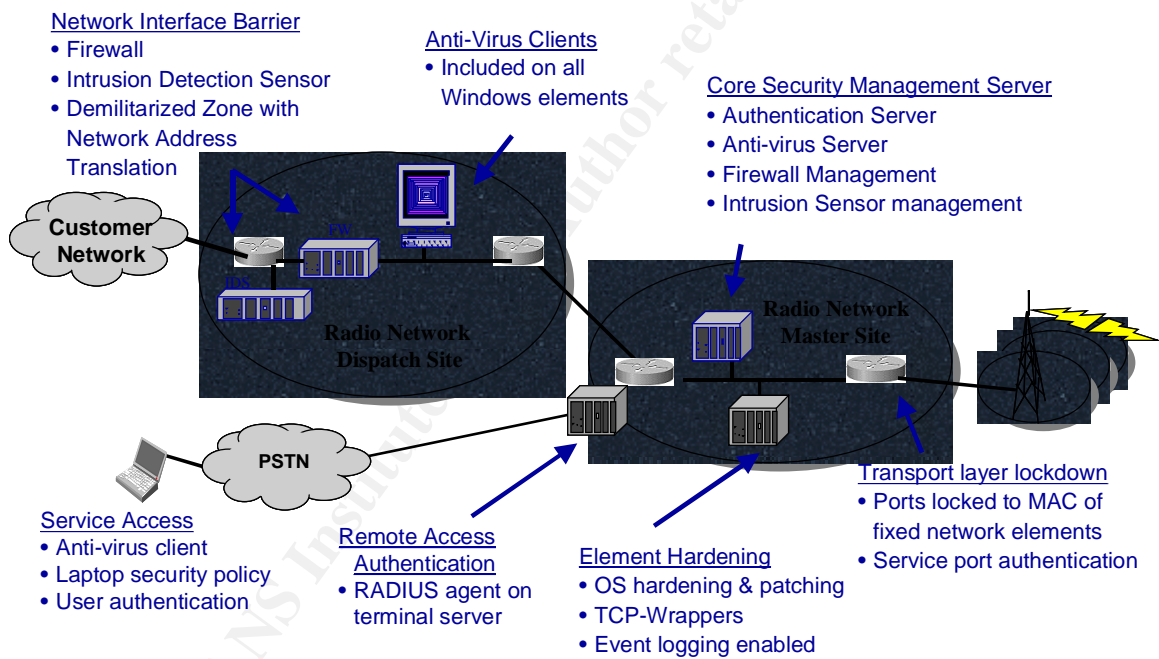 Network Interface Barrier
• Firewall
• Intrusion Detection Sensor
• Demilitarized Zone with
Network Address
Translation
Anti-Virus Clients
• Included on all
Windows elements
Core Security Management Server
• Authentication Server
• Anti-virus Server
• Firewall Management
• Intrusion Sensor management
Customer
Network
FW
IDS
Radio Network
Dispatch Site
Radio Network
Master Site
PSTN
Service Access
• Anti-virus client
• Laptop security policy
• User authentication
Remote Access
Authentication
• RADIUS agent on
terminal server
Element Hardening
• OS hardening & patching
• TCP-Wrappers
• Event logging enabled
Transport layer lockdown
• Ports locked to MAC of
fixed network elements
• Service port authentication
NS Institu
Author reta